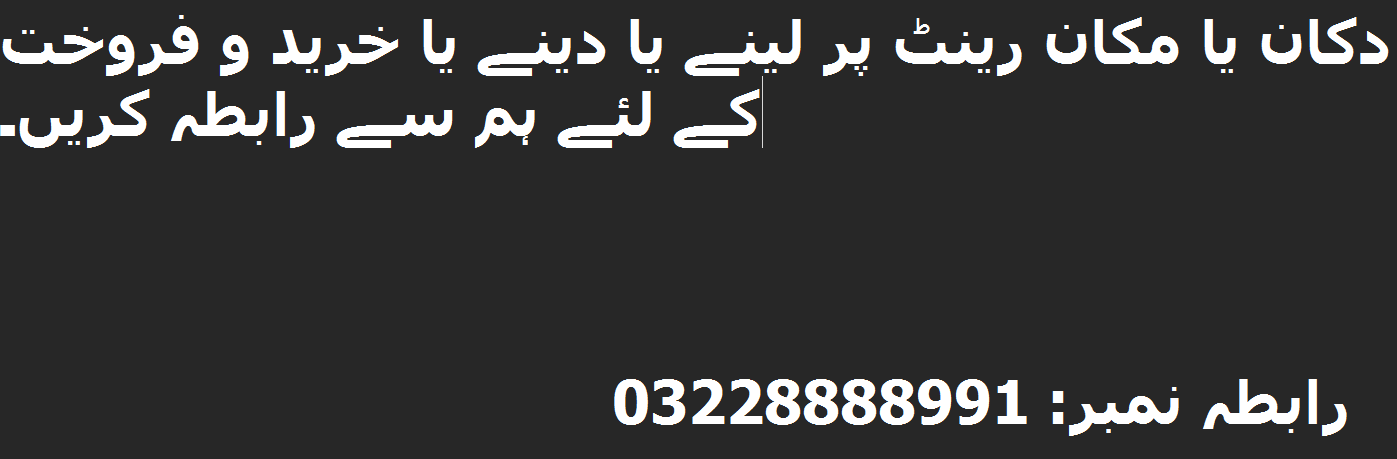 دکان یا مکان رینٹ پر لینے یا دینے یا خرید و فروخت
کے لئے ہم سے رابطہ کریں۔
رابطہ نمبر: 03228888991